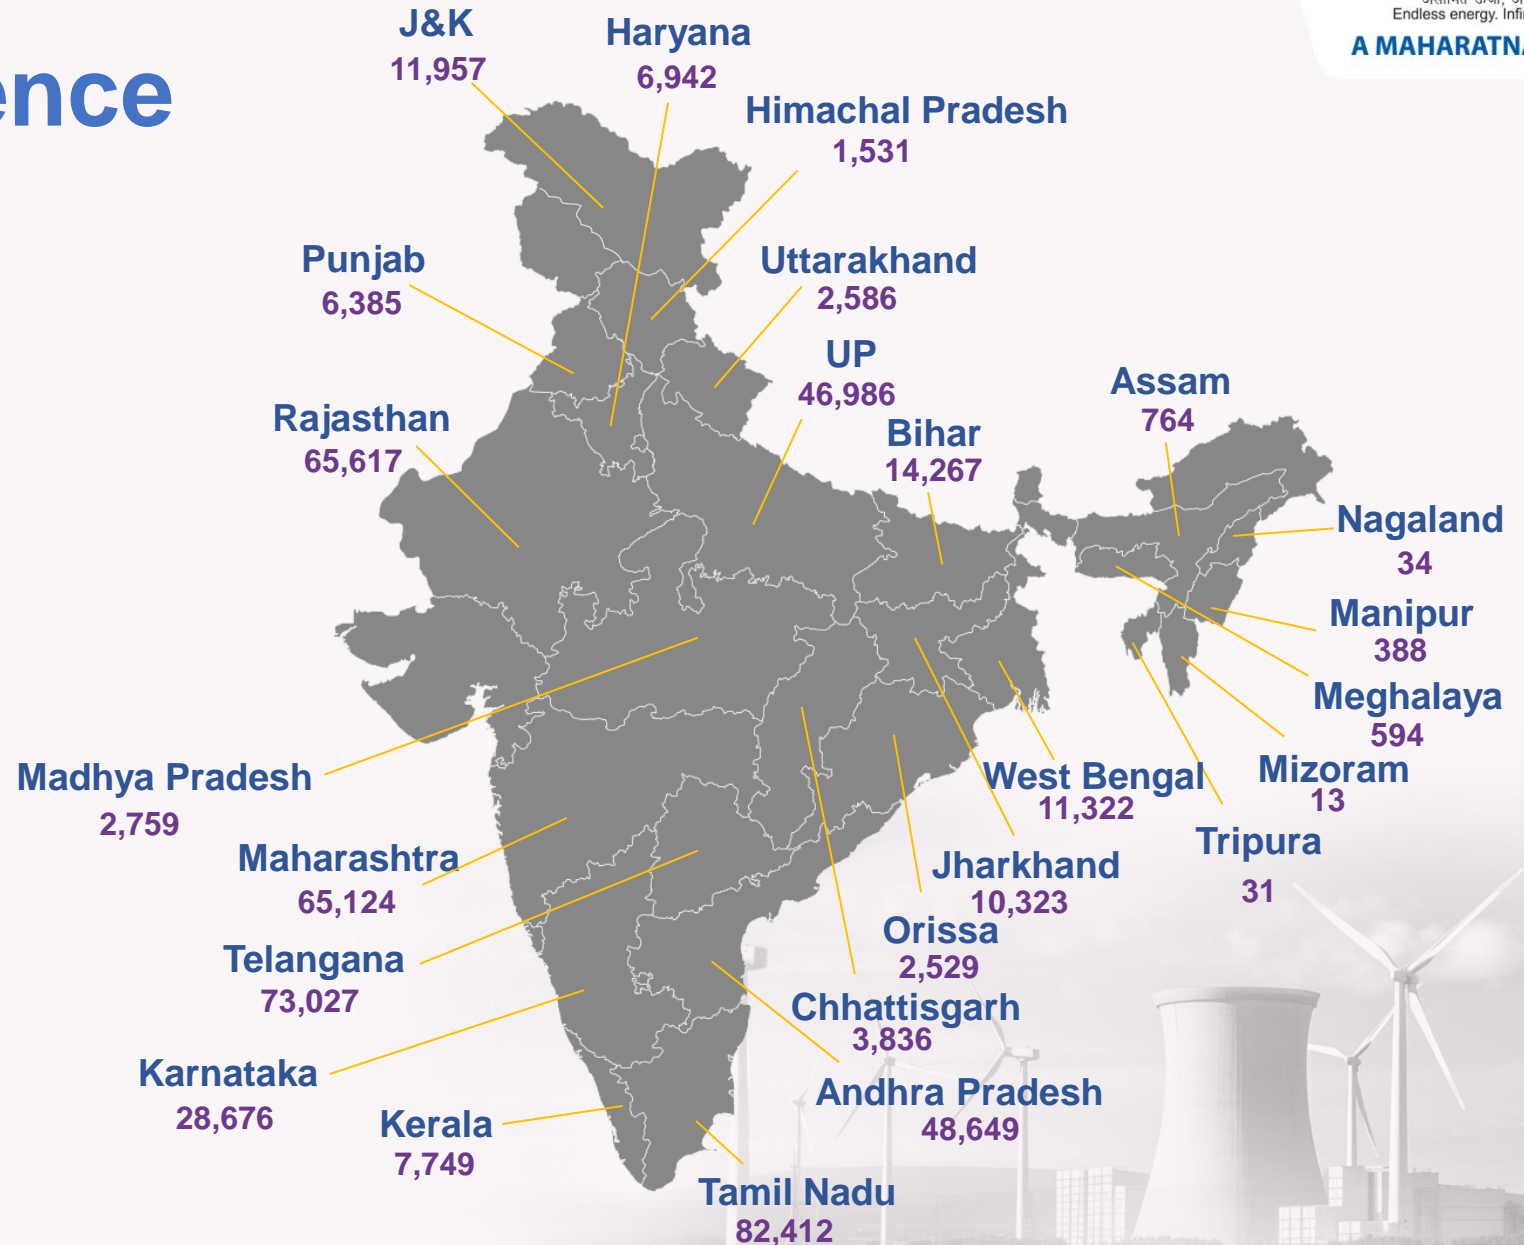 ence
Endless energy. Infi
A MAHARATNA
J&K
11,957
Haryana
6,942
Himachal Pradesh
1,531
Punjab
6,385
Uttarakhand
2,586
UP
46,986
Assam
764
Rajasthan
65,617
Bihar
14,267
Nagaland
34
Manipur
388
Meghalaya
594
Madhya Pradesh
2,759
West Bengal
11,322
Mizoram
13
Maharashtra
65,124
Jharkhand
10,323
Tripura
31
Telangana
73,027
Orissa
2,529
Chhattisgarh
3,836
Karnataka
28,676
Andhra Pradesh
48,649
Kerala
7,749
Tamil Nadu
82,412